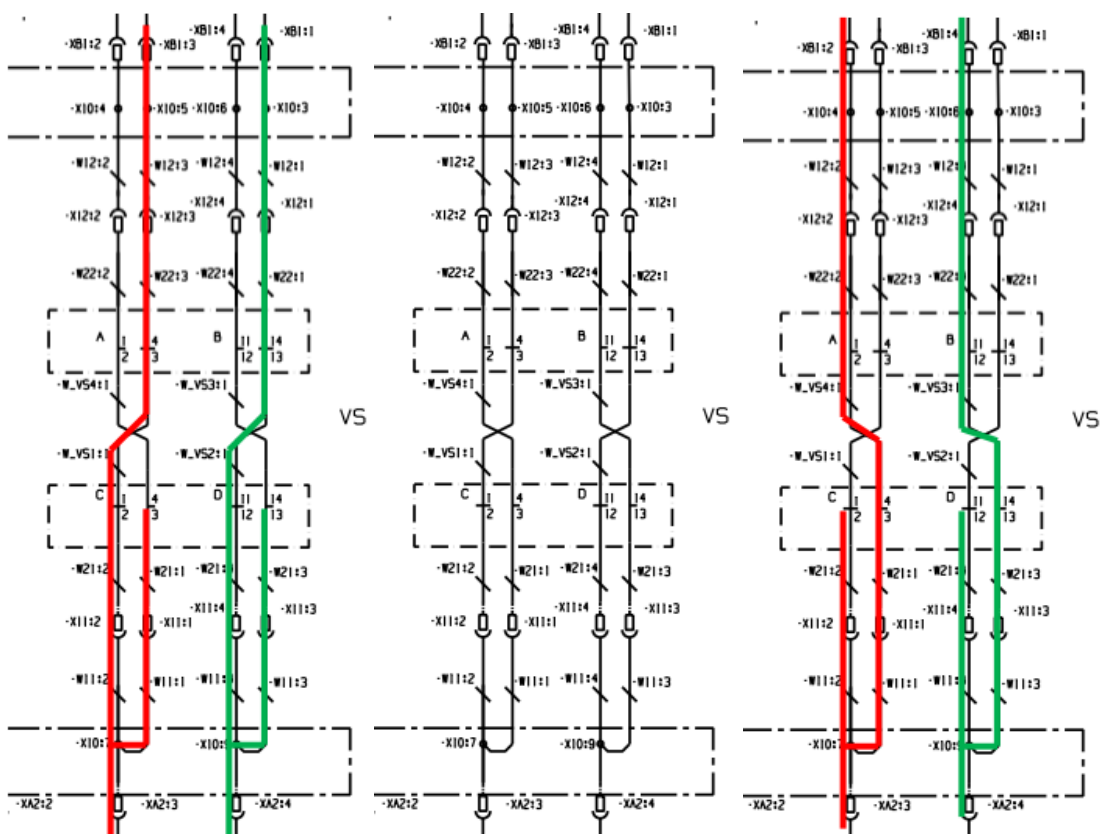 -XB1:2 -XB1:3 -XB1:4 -XB1:1
-X10:4 -X10:5 -X10:6 -X10:3
-W12:2 -W12:3 -W12:4 -W12:1
-X12:2 -X12:3 -X12:4 -X12:1
-W22:2 -W22:3 -W22:4 -W22:1
A 1 2 4 3 B 11 12 14 13
-W_VS4:1 -W_VS3:1
VS
-W_VS1:1 -W_VS2:1
C 1 2 4 3 D 11 12 14 13
-W21:2 -W21:1 -W21: -W21:3
-X11:2 -X11:1 -X11:4 -X11:3
-W11:2 -W11:1 -W11: -W11:3
-X10: -X10:
-XA2:2 -XA2:3 -XA2:4
-XB1:2 -XB1:3 -XB1:4 -XB1:1
-X10:4 -X10:5 -X10:6 -X10:3
-W12:2 -W12:3 -W12:4 -W12:1
-X12:2 -X12:3 -X12:4 -X12:1
-W22:2 -W22:3 -W22:4 -W22:1
A 1 2 4 3 B 11 12 14 13
-W_VS4:1 -W_VS3:1
VS
-W_VS1:1 -W_VS2:1
C 1 2 4 3 D 11 12 14 13
-W21:2 -W21:1 -W21:4 -W21:3
-X11:2 -X11:1 -X11:4 -X11:3
-W11:2 -W11:1 -W11:4 -W11:3
-X10:7 -X10:9
-XA2:2 -XA2:3 -XA2:4
-XB1:2 -XB1:3 -XB1:4 -XB1:1
-X10:4 -X10:5 -X10:6 -X10:3
-W12:2 -W12:3 -W12: -W12:1
-X12:2 -X12:3 -X12:4 -X12:1
-W22:2 -W22:3 -W22: -W22:1
A 1 2 4 3 B 11 12 14 13
-W_VS4:1 -W_VS3:1
VS
-W_VS1:1 -W_VS2:1
C 1 2 4 3 D 11 12 14 13
-W21:2 -W21:1 -W21: -W21:3
-X11:2 -X11:1 -X11:4 -X11:3
-W11:2 -W11:1 -W11: -W11:3
-X10: -X10:
-XA2:2 -XA2:3 -XA2:4